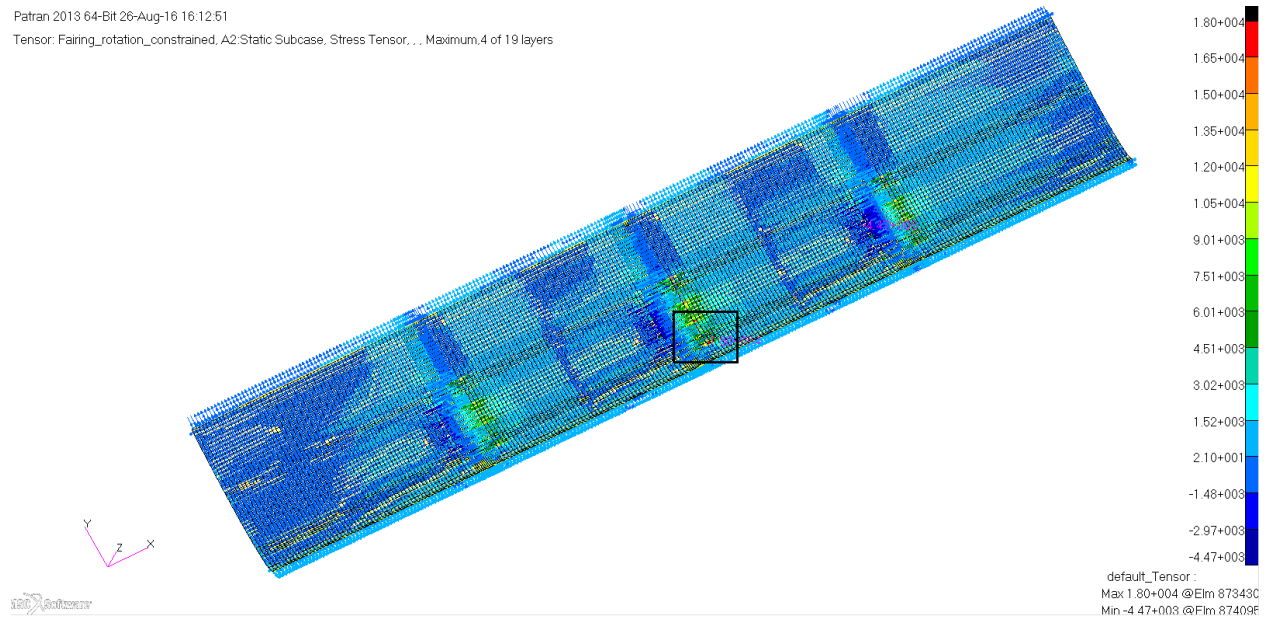 Patran 2013 64-Bit 26-Aug-16 16:12:51
Tensor: Fairing_rotation_constrained, A2:Static Subcase, Stress Tensor, , , Maximum,4 of 19 layers
1.80+004
1.65+004
1.50+004
1.35+004
1.20+004
1.05+004
9.01+003
7.51+003
6.01+003
4.51+003
3.02+003
1.52+003
2.10+001
-1.48+003
-2.97+003
-4.47+003
Y
Z
X
default_Tensor :
Max 1.80+004 @Elm 873430
Min -4.47+003 @Elm 874095
Software